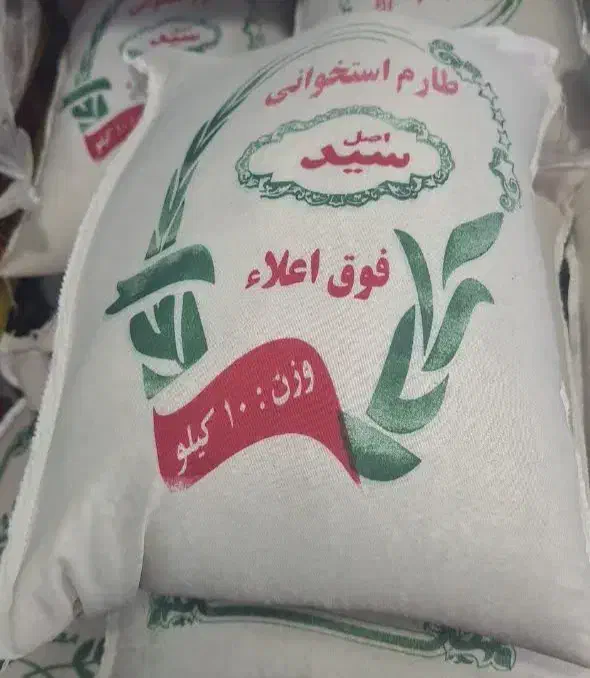 طارم استخوانی
اصل
سید
فوق اعلاء
وزن : ۱۰ کیلو